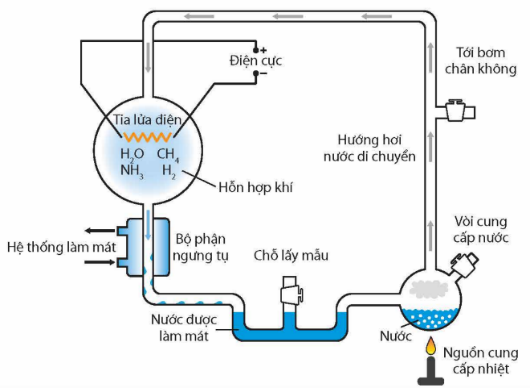 Điện cực
+
−
Tới bơm
chân không
Tia lửa điện
H₂O CH₄
NH₃ H₂
Hướng hơi
nước di chuyển
Hỗn hợp khí
Hệ thống làm mát
Bộ phận
ngưng tụ
Chỗ lấy mẫu
Vòi cung
cấp nước
Nước được
làm mát
Nước
Nguồn cung
cấp nhiệt